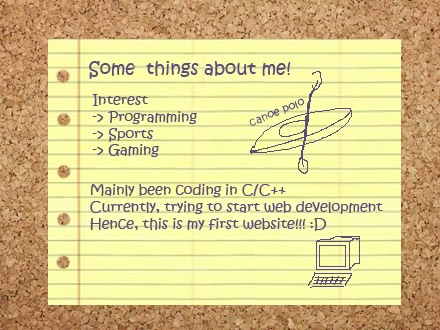 Some things about me!
Interest
-> Programming
-> Sports
-> Gaming
Canoe polo
Mainly been coding in C/C++
Currently, trying to start web development
Hence, this is my first website!!! :D